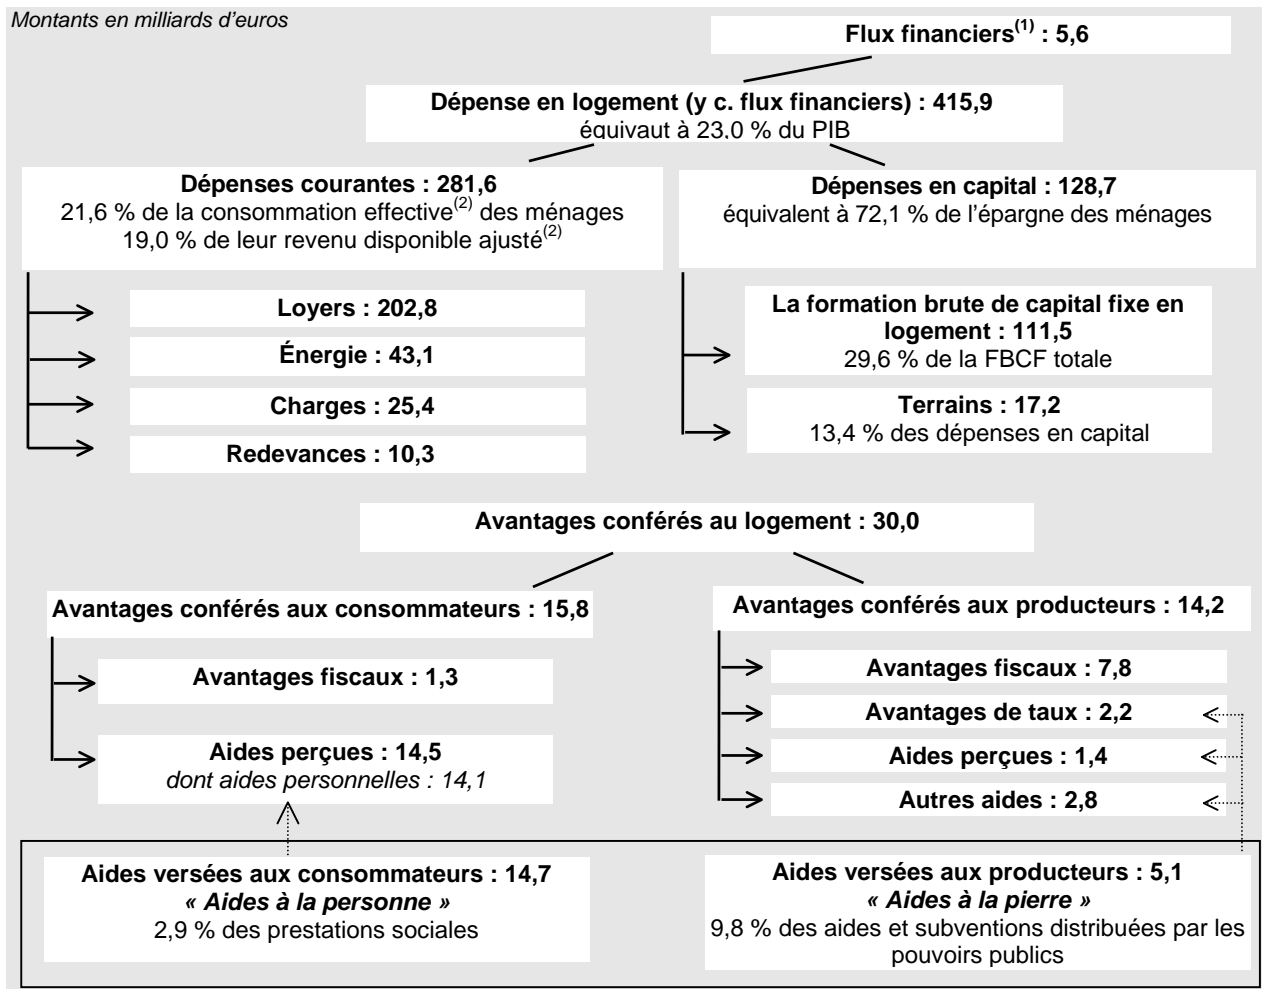 Montants en milliards d'euros
Flux financiers(1) : 5,6
Dépense en logement (y c. flux financiers) : 415,9
équivaut à 23,0 % du PIB
Dépenses courantes : 281,6
21,6 % de la consommation effective(2) des ménages
19,0 % de leur revenu disponible ajusté(2)
Dépenses en capital : 128,7
équivalent à 72,1 % de l'épargne des ménages
Loyers : 202,8
Énergie : 43,1
Charges : 25,4
Redevances : 10,3
La formation brute de capital fixe en
logement : 111,5
29,6 % de la FBCF totale
Terrains : 17,2
13,4 % des dépenses en capital
Avantages conférés au logement : 30,0
Avantages conférés aux consommateurs : 15,8
Avantages fiscaux : 1,3
Aides perçues : 14,5
dont aides personnelles : 14,1
Avantages conférés aux producteurs : 14,2
Avantages fiscaux : 7,8
Avantages de taux : 2,2
Aides perçues : 1,4
Autres aides : 2,8
Aides versées aux consommateurs : 14,7
« Aides à la personne »
2,9 % des prestations sociales
Aides versées aux producteurs : 5,1
« Aides à la pierre »
9,8 % des aides et subventions distribuées par les
pouvoirs publics